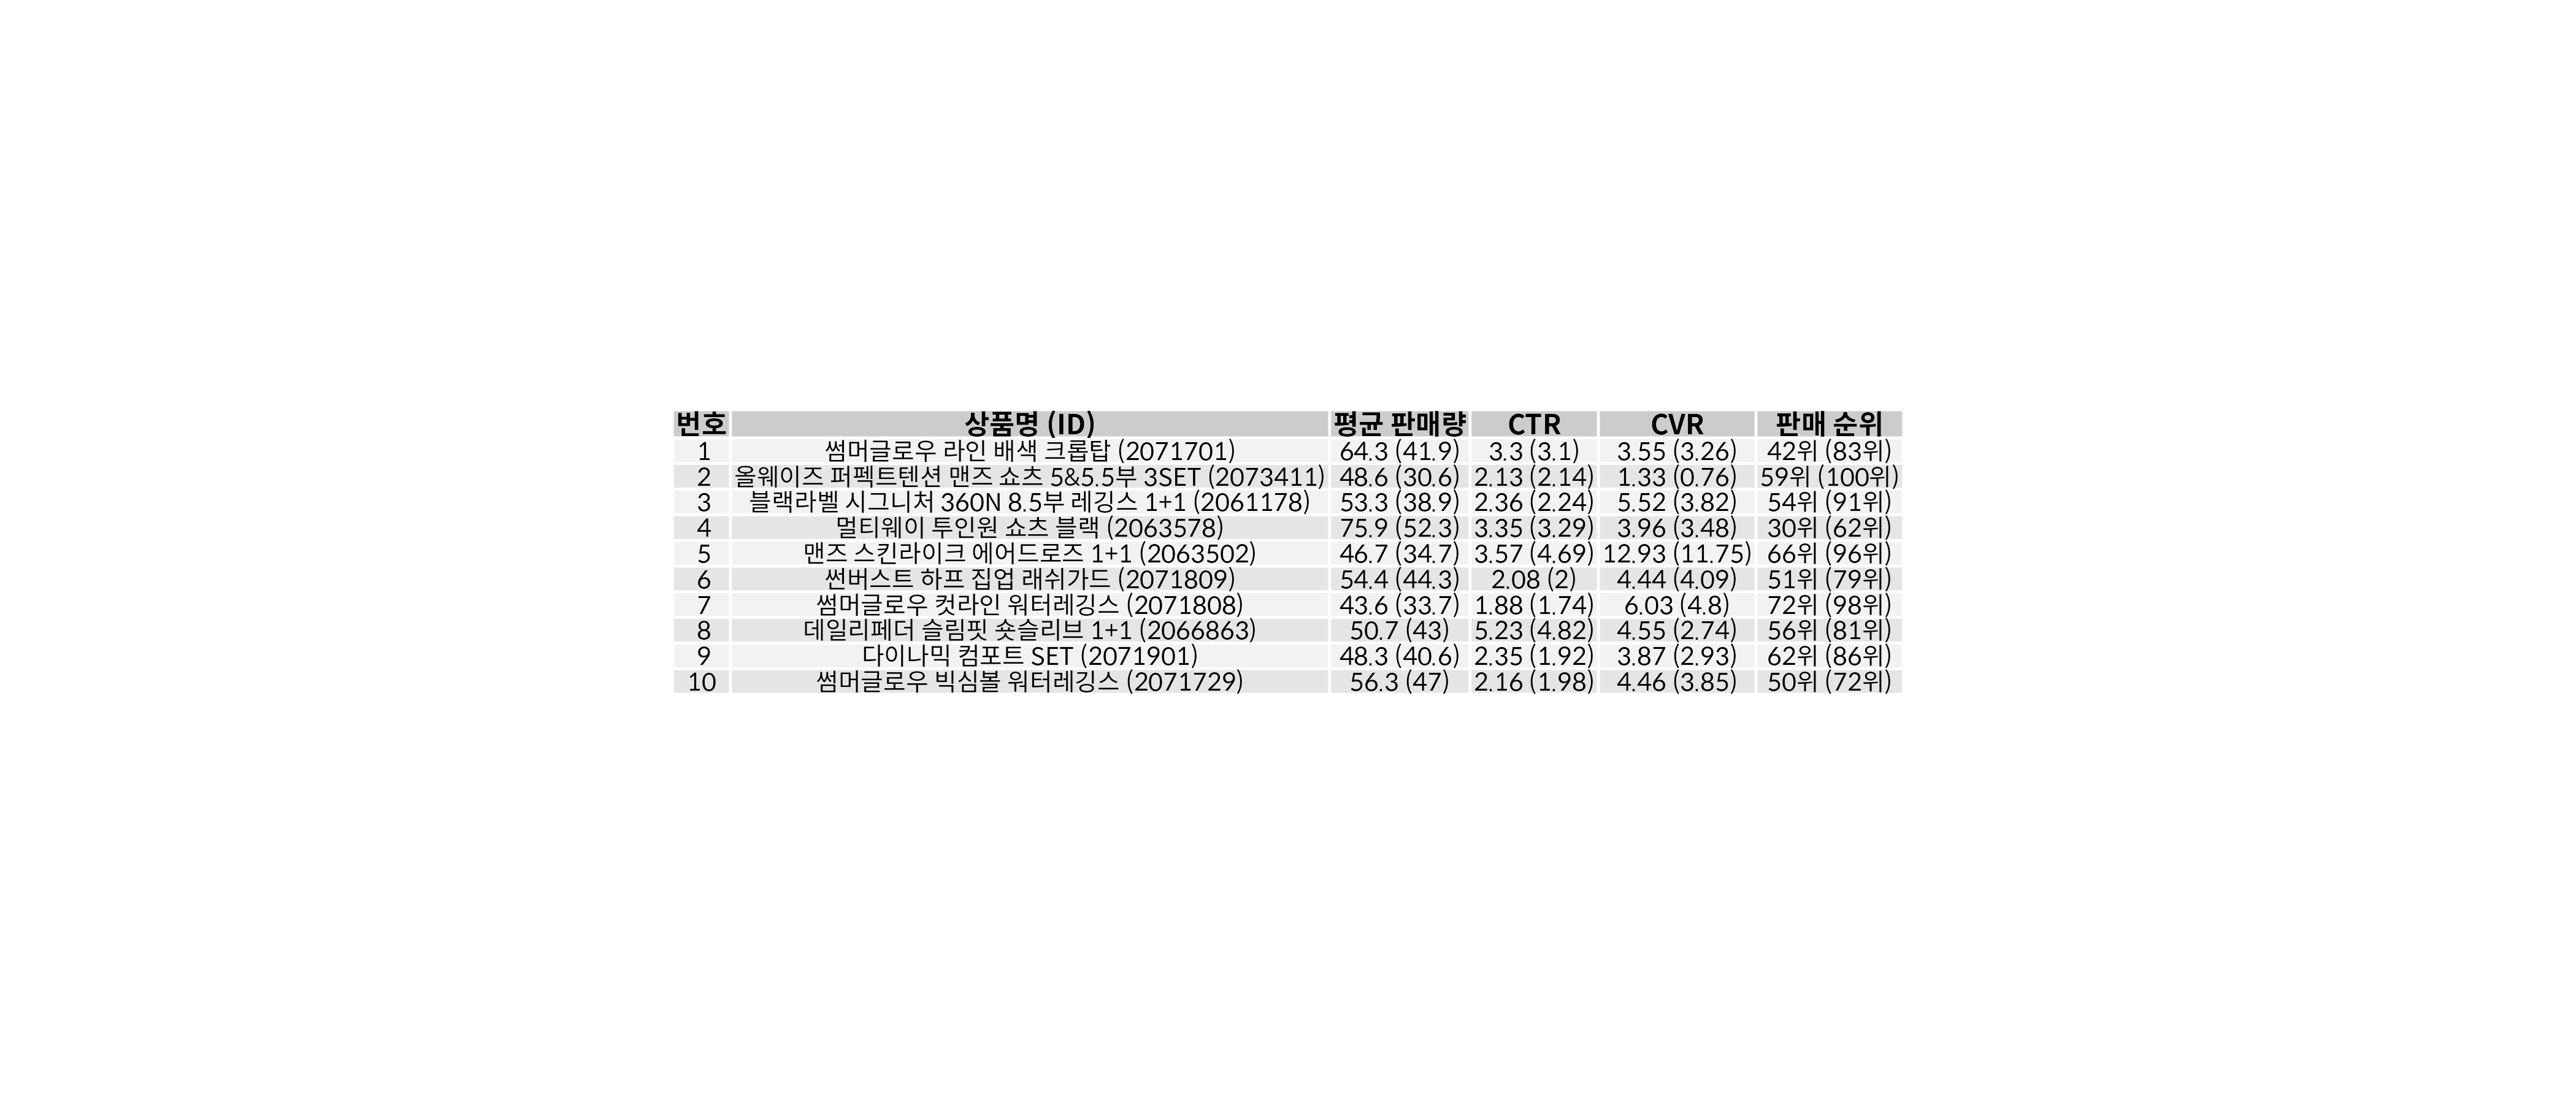 번호 상품명 (ID) 평균 판매량 CTR CVR 판매 순위
1 썸머글로우 라인 배색 크롭탑 (2071701) 64.3 (41.9) 3.3 (3.1) 3.55 (3.26) 42위 (83위)
2 올웨이즈 퍼펙트텐션 맨즈 쇼츠 5&5.5부 3SET (2073411) 48.6 (30.6) 2.13 (2.14) 1.33 (0.76) 59위 (100위)
3 블랙라벨 시그니처 360N 8.5부 레깅스 1+1 (2061178) 53.3 (38.9) 2.36 (2.24) 5.52 (3.82) 54위 (91위)
4 멀티웨이 투인원 쇼츠 블랙 (2063578) 75.9 (52.3) 3.35 (3.29) 3.96 (3.48) 30위 (62위)
5 맨즈 스킨라이크 에어드로즈 1+1 (2063502) 46.7 (34.7) 3.57 (4.69) 12.93 (11.75) 66위 (96위)
6 썬버스트 하프 집업 래쉬가드 (2071809) 54.4 (44.3) 2.08 (2) 4.44 (4.09) 51위 (79위)
7 썸머글로우 컷라인 워터레깅스 (2071808) 43.6 (33.7) 1.88 (1.74) 6.03 (4.8) 72위 (98위)
8 데일리페더 슬림핏 숏슬리브 1+1 (2066863) 50.7 (43) 5.23 (4.82) 4.55 (2.74) 56위 (81위)
9 다이나믹 컴포트 SET (2071901) 48.3 (40.6) 2.35 (1.92) 3.87 (2.93) 62위 (86위)
10 썸머글로우 빅심볼 워터레깅스 (2071729) 56.3 (47) 2.16 (1.98) 4.46 (3.85) 50위 (72위)